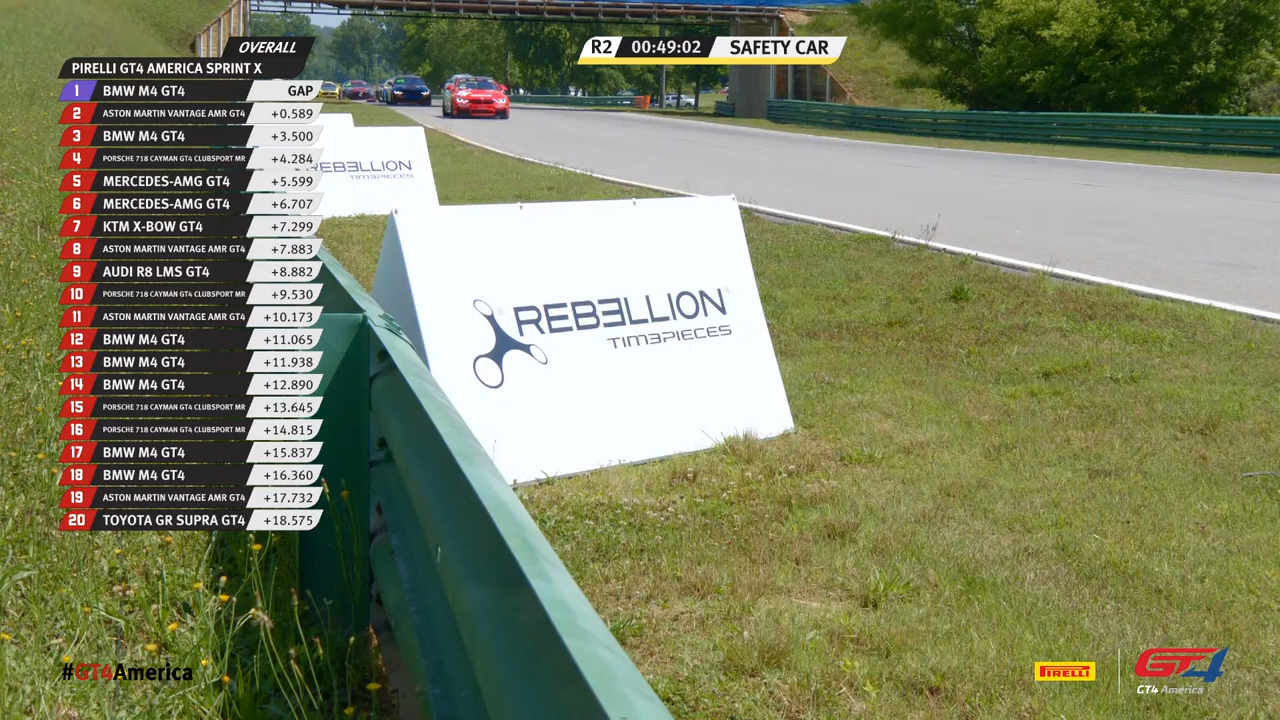 OVERALL
PIRELLI GT4 AMERICA SPRINT X
1 BMW M4 GT4 GAP
2 ASTON MARTIN VANTAGE AMR GT4 +0.589
3 BMW M4 GT4 +3.500
4 PORSCHE 718 CAYMAN GT4 CLUBSPORT MR +4.284
5 MERCEDES-AMG GT4 +5.599
6 MERCEDES-AMG GT4 +6.707
7 KTM X-BOW GT4 +7.299
8 ASTON MARTIN VANTAGE AMR GT4 +7.883
9 AUDI R8 LMS GT4 +8.882
10 PORSCHE 718 CAYMAN GT4 CLUBSPORT MR +9.530
11 ASTON MARTIN VANTAGE AMR GT4 +10.173
12 BMW M4 GT4 +11.065
13 BMW M4 GT4 +11.938
14 BMW M4 GT4 +12.890
15 PORSCHE 718 CAYMAN GT4 CLUBSPORT MR +13.645
16 PORSCHE 718 CAYMAN GT4 CLUBSPORT MR +14.815
17 BMW M4 GT4 +15.837
18 BMW M4 GT4 +16.360
19 ASTON MARTIN VANTAGE AMR GT4 +17.732
20 TOYOTA GR SUPRA GT4 +18.575
R2 00:49:02 SAFETY CAR
REBELLION
TIMEPIECES
REBELLION
TIMEPIECES
#GT4America
PIRELLI
GT4
GT4 America